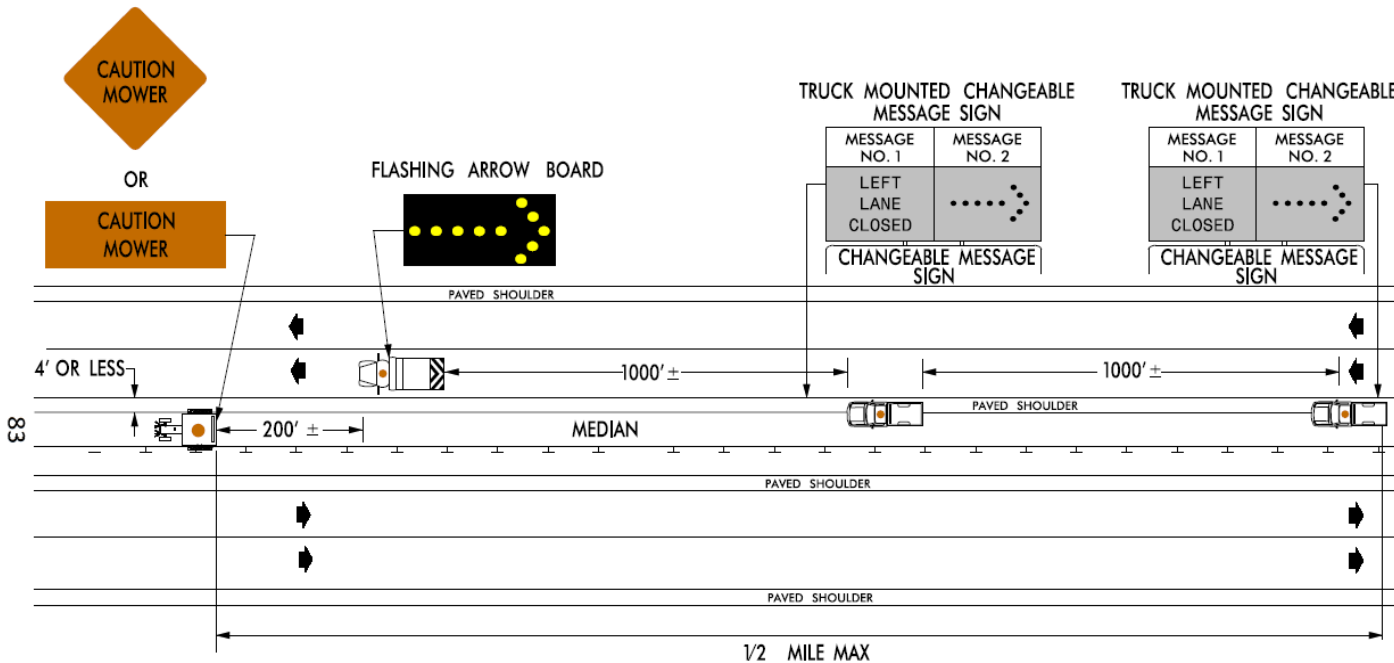 CAUTION
MOWER
OR
CAUTION
MOWER
FLASHING ARROW BOARD
TRUCK MOUNTED CHANGEABLE
MESSAGE SIGN
MESSAGE
NO. 1
MESSAGE
NO. 2
LEFT
LANE
CLOSED
CHANGEABLE MESSAGE
SIGN
TRUCK MOUNTED CHANGEABLE
MESSAGE SIGN
MESSAGE
NO. 1
MESSAGE
NO. 2
LEFT
LANE
CLOSED
CHANGEABLE MESSAGE
SIGN
PAVED SHOULDER
4' OR LESS
1000' ±
1000' ±
PAVED SHOULDER
83
200' ±
MEDIAN
PAVED SHOULDER
PAVED SHOULDER
1/2 MILE MAX